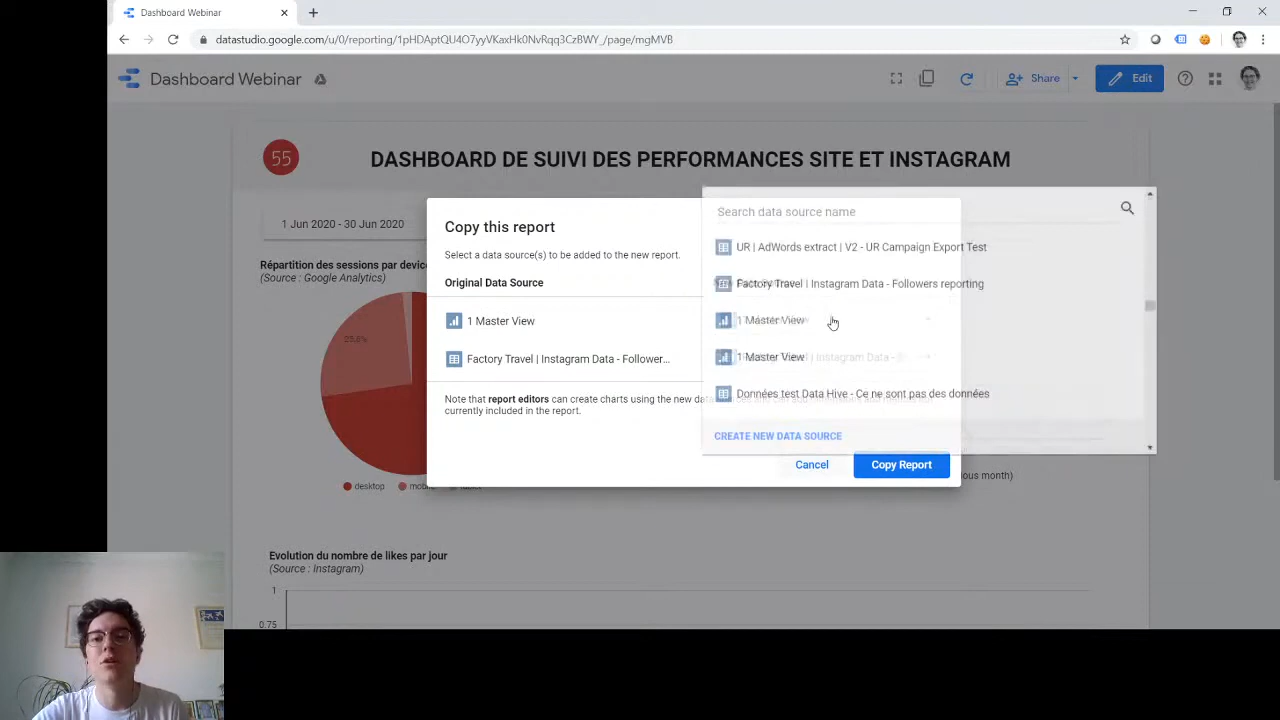 Dashboard Webinar
datastudio.google.com/u/0/reporting/1pHDAptQU4O7yyVKaxHk0NvRqq3CzBWY_/page/mgMVB
Dashboard Webinar
Share
Edit
55
DASHBOARD DE SUIVI DES PERFORMANCES SITE ET INSTAGRAM
1 Jun 2020 - 30 Jun 2020
Répartition des sessions par device
(Source : Google Analytics)
23.8%
desktop
mobile
Copy this report
Select a data source(s) to be added to the new report.
Original Data Source
1 Master View
Factory Travel | Instagram Data - Follower...
Note that report editors can create charts using the new
currently included in the report.
Search data source name
UR | AdWords extract | V2 - UR Campaign Export Test
Factory Travel | Instagram Data - Followers reporting
1 Master View
1 Master View
Données test Data Hive - Ce ne sont pas des données
CREATE NEW DATA SOURCE
Cancel
Copy Report
month)
Evolution du nombre de likes par jour
(Source : Instagram)
1
0.75